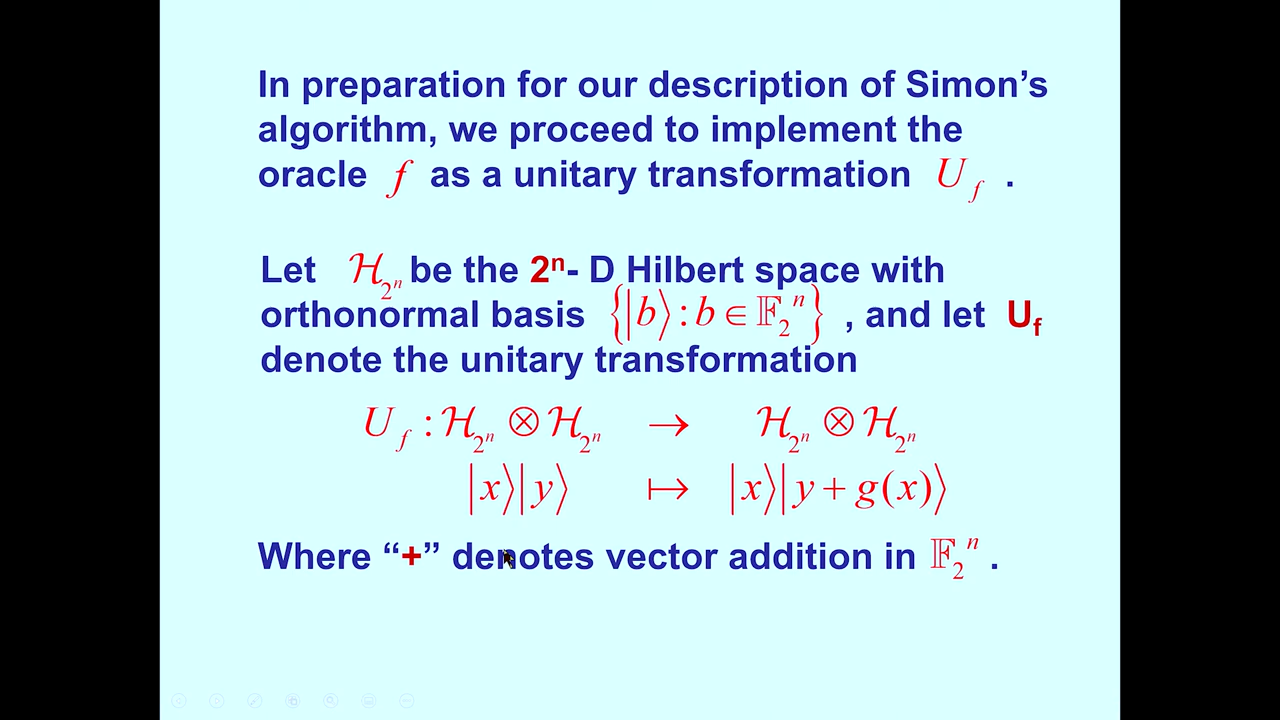 In preparation for our description of Simon’s
algorithm, we proceed to implement the
oracle f as a unitary transformation U_f .
Let ℋ_{2^n} be the 2ⁿ- D Hilbert space with
orthonormal basis {|b⟩ : b ∈ 𝔽_2^n} , and let U_f
denote the unitary transformation
U_f : ℋ_{2^n} ⊗ ℋ_{2^n} → ℋ_{2^n} ⊗ ℋ_{2^n}
|x⟩|y⟩ ↦ |x⟩|y + g(x)⟩
Where “+” denotes vector addition in 𝔽_2^n .